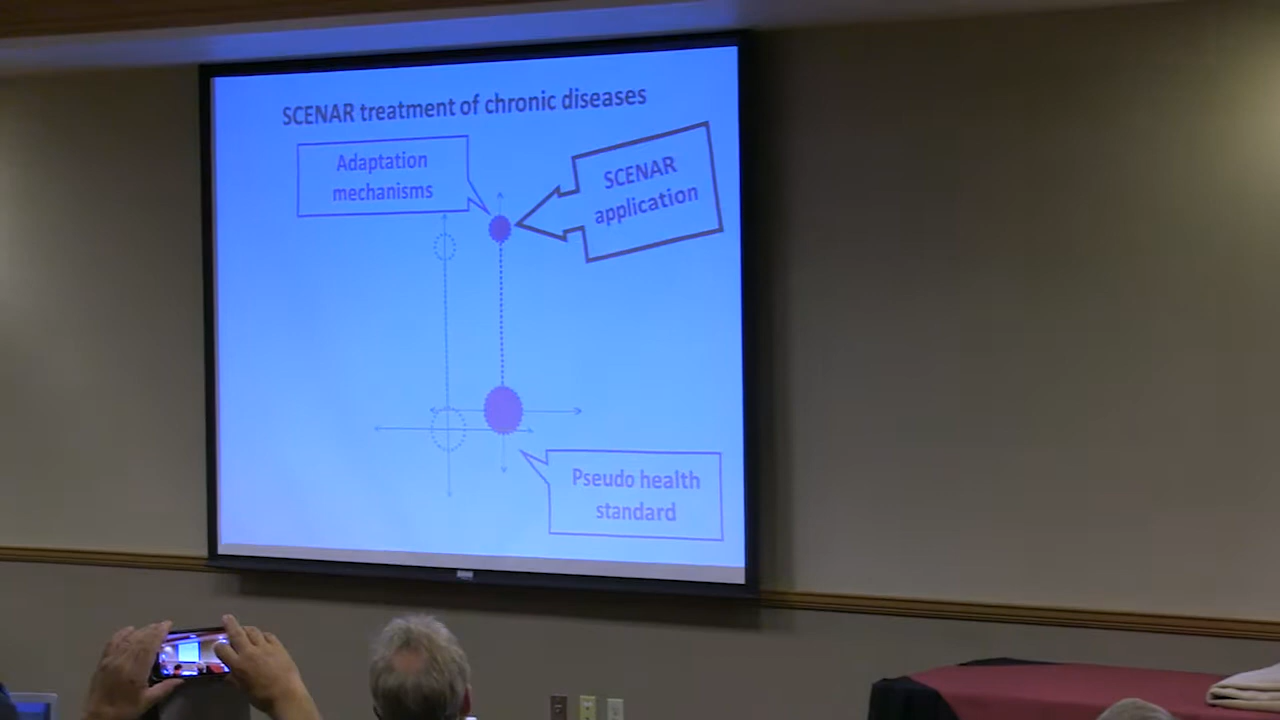 SCENAR treatment of chronic diseases
Adaptation
mechanisms
SCENAR
application
Pseudo health
standard